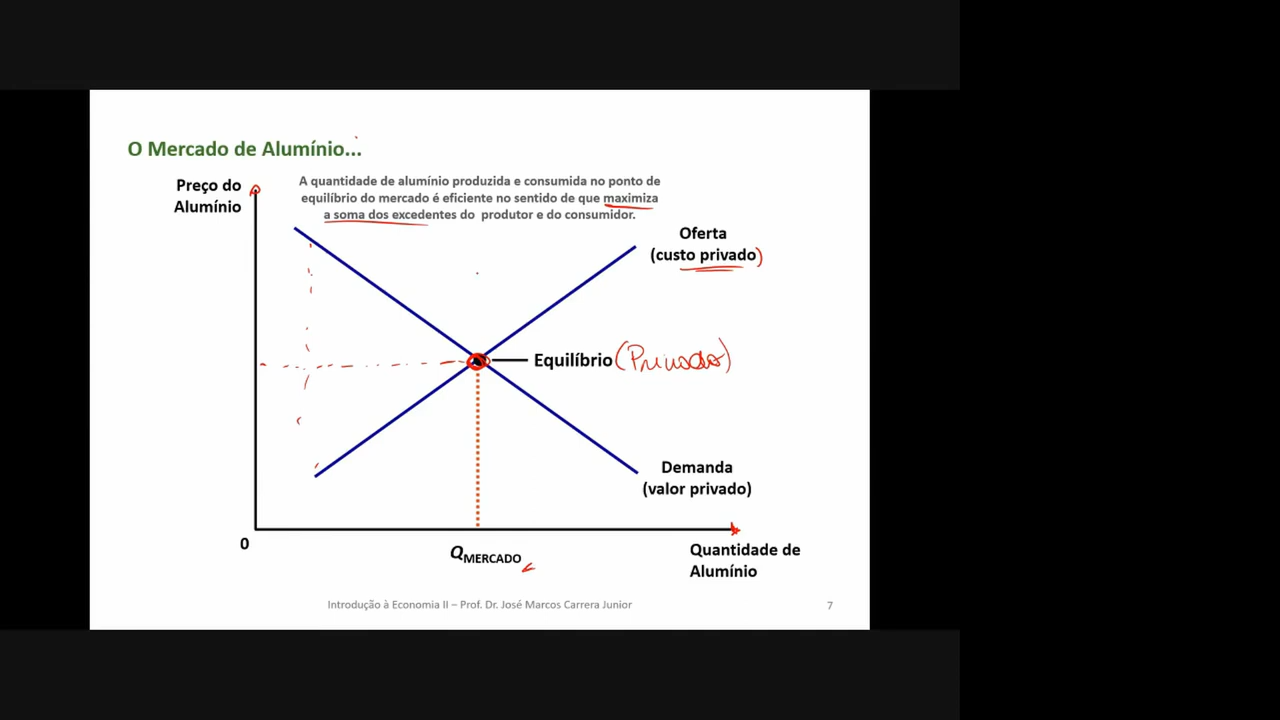 O Mercado de Alumínio...
Preço do
Alumínio
A quantidade de alumínio produzida e consumida no ponto de
equilíbrio do mercado é eficiente no sentido de que maximiza
a soma dos excedentes do produtor e do consumidor.
Oferta
(custo privado)
Equilíbrio (Privado)
Demanda
(valor privado)
0
QMERCADO
Quantidade de
Alumínio
Introdução à Economia II – Prof. Dr. José Marcos Carrera Junior
7